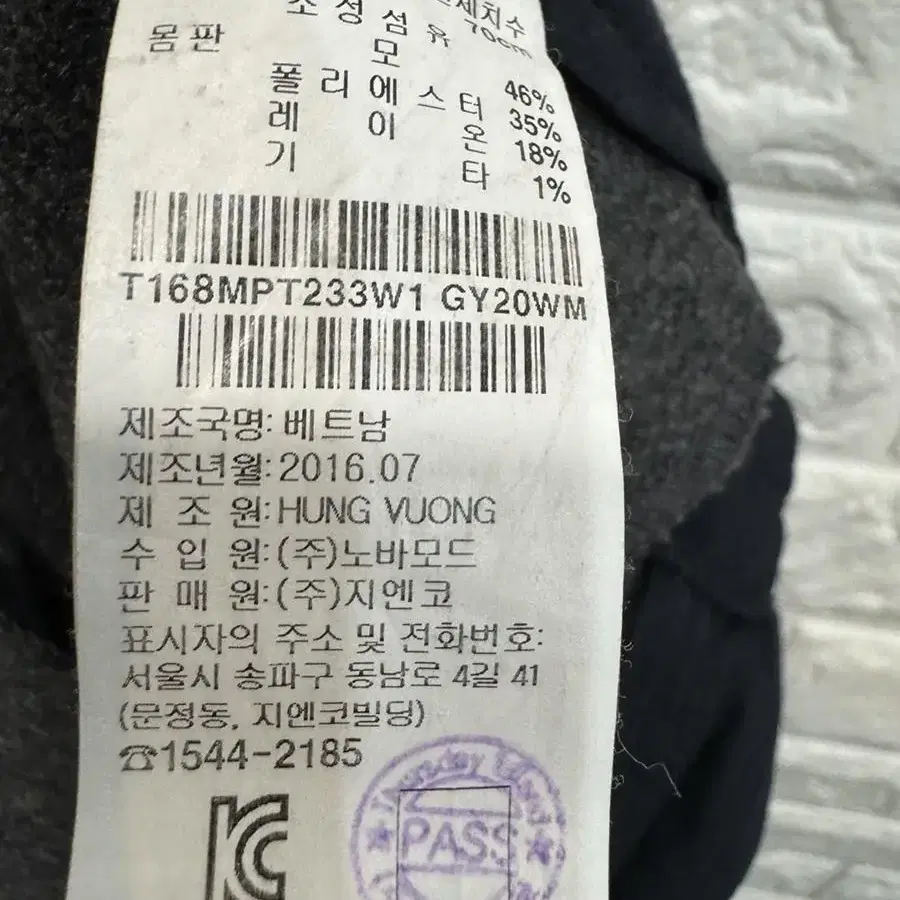 70cm
몸판
섬 유
모 46%
폴 리 에 스 터 35%
레 이 온 18%
기 타 1%
T168MPT233W1 GY20WM
제조국명: 베트남
제조년월: 2016.07
제 조 원: HUNG VUONG
수 입 원: (주)노바모드
판 매 원: (주)지엔코
표시자의 주소 및 전화번호:
서울시 송파구 동남로 4길 41
(문정동, 지엔코빌딩)
☎1544-2185
Thursday Island
PASS